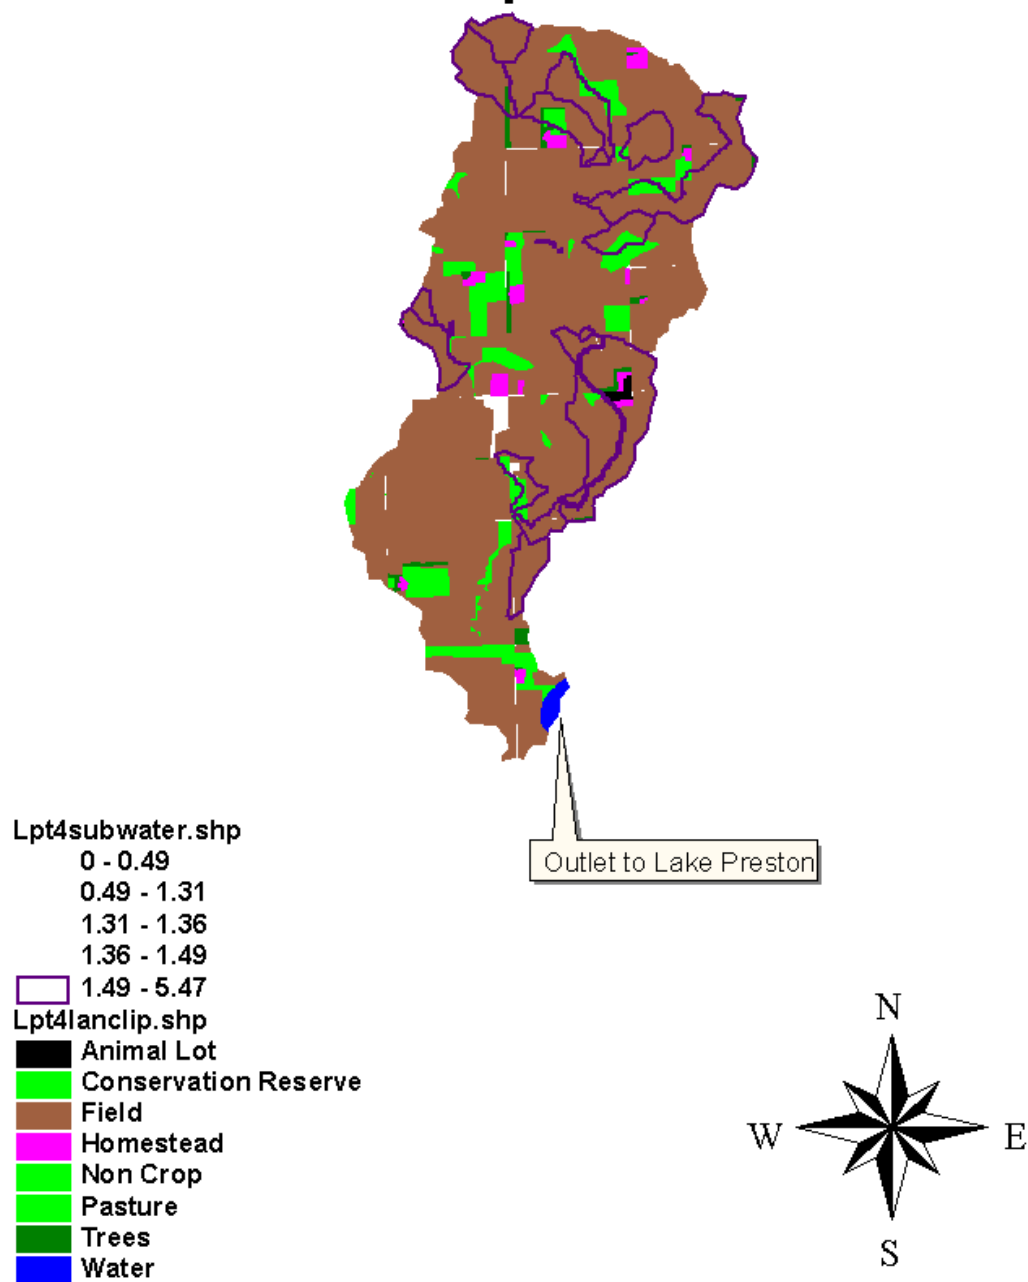 Outlet to Lake Preston
Lpt4subwater.shp
0 - 0.49
0.49 - 1.31
1.31 - 1.36
1.36 - 1.49
1.49 - 5.47
Lpt4lanclip.shp
Animal Lot
Conservation Reserve
Field
Homestead
Non Crop
Pasture
Trees
Water
N
W E
S